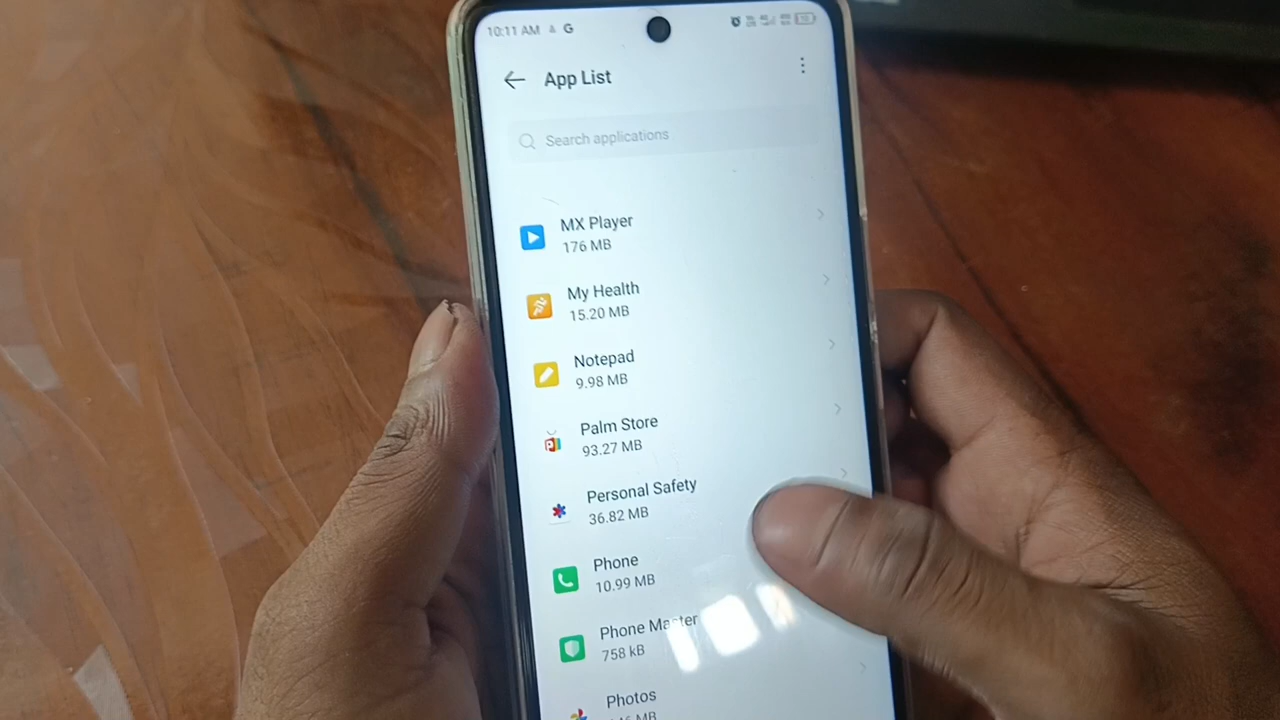 10:11 AM G
App List
Search applications
MX Player
176 MB
My Health
15.20 MB
Notepad
9.98 MB
Palm Store
93.27 MB
Personal Safety
36.82 MB
Phone
10.99 MB
Phone Master
758 kB
Photos
MB